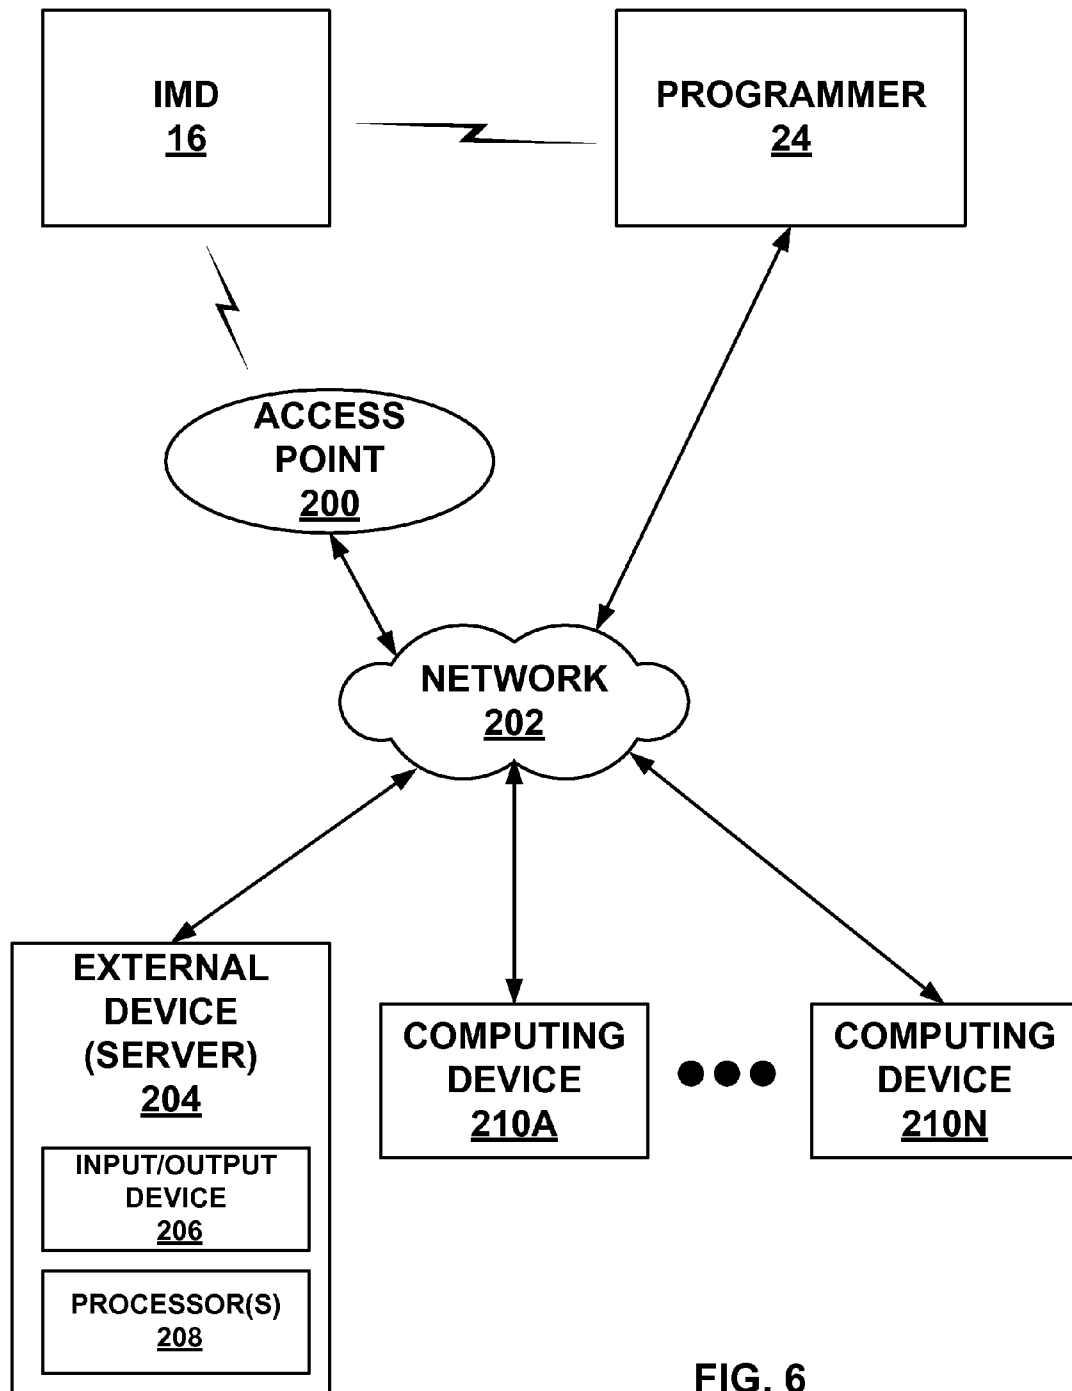 IMD
16
PROGRAMMER
24
ACCESS
POINT
200
NETWORK
202
EXTERNAL
DEVICE
(SERVER)
204
INPUT/OUTPUT
DEVICE
206
PROCESSOR(S)
208
COMPUTING
DEVICE
210A
COMPUTING
DEVICE
210N
FIG. 6